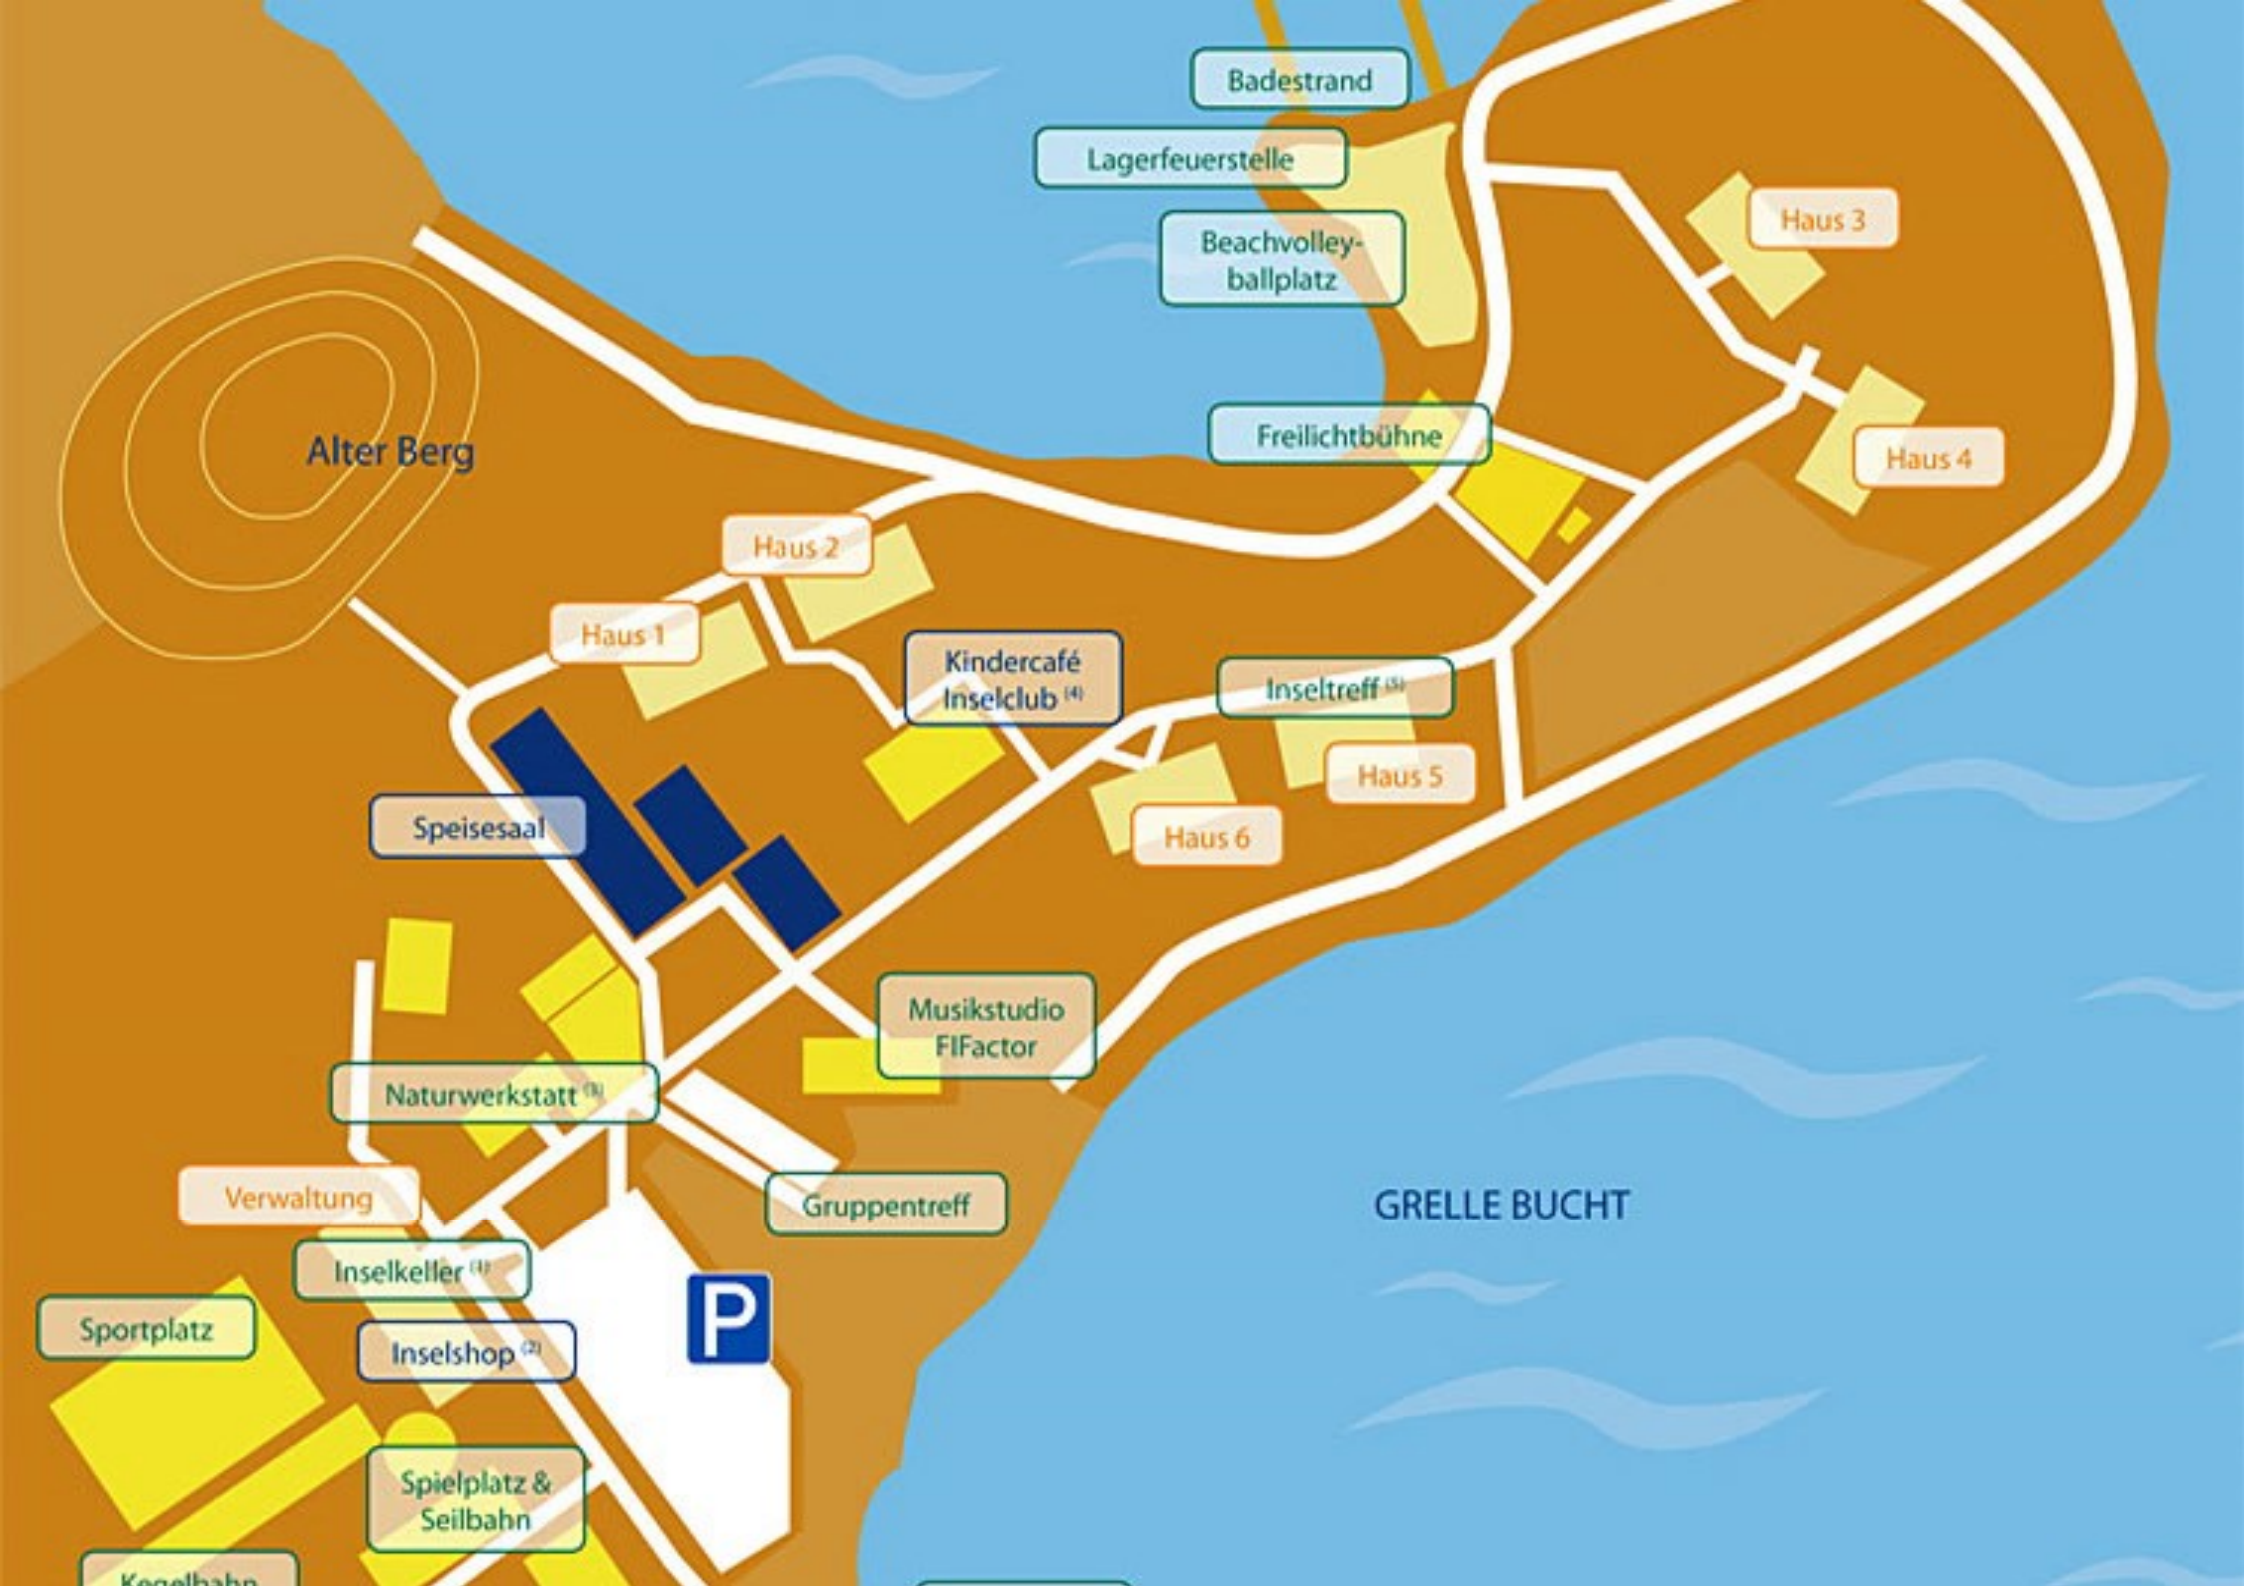 Badestrand
Lagerfeuerstelle
Beachvolley-
ballplatz
Haus 3
Freilichtbühne
Haus 4
Alter Berg
Haus 2
Haus 1
Kindercafé
Inselclub (4)
Inseltreff (5)
Haus 5
Haus 6
Speisesaal
Musikstudio
FIFactor
Naturwerkstatt (3)
Verwaltung
Gruppentreff
GRELLE BUCHT
Inselkeller (1)
Sportplatz
Inselshop (2)
P
Spielplatz &
Seilbahn
Kegelbahn